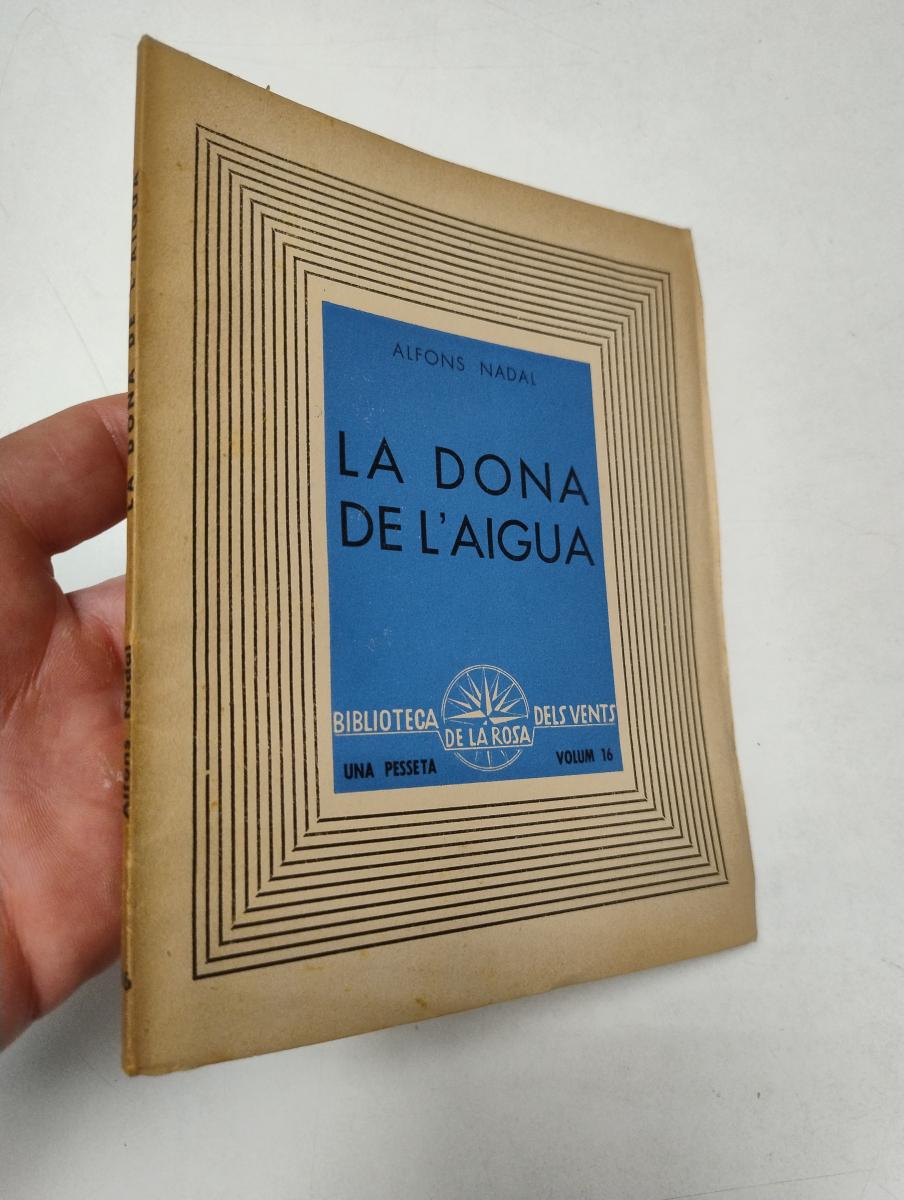 ALFONS NADAL
LA DONA
DE L'AIGUA
BIBLIOTECA
DE LA ROSA
DELS VENTS
UNA PESSETA
VOLUM 16
Alfons Nadal
LA DONA DE L'AIGUA